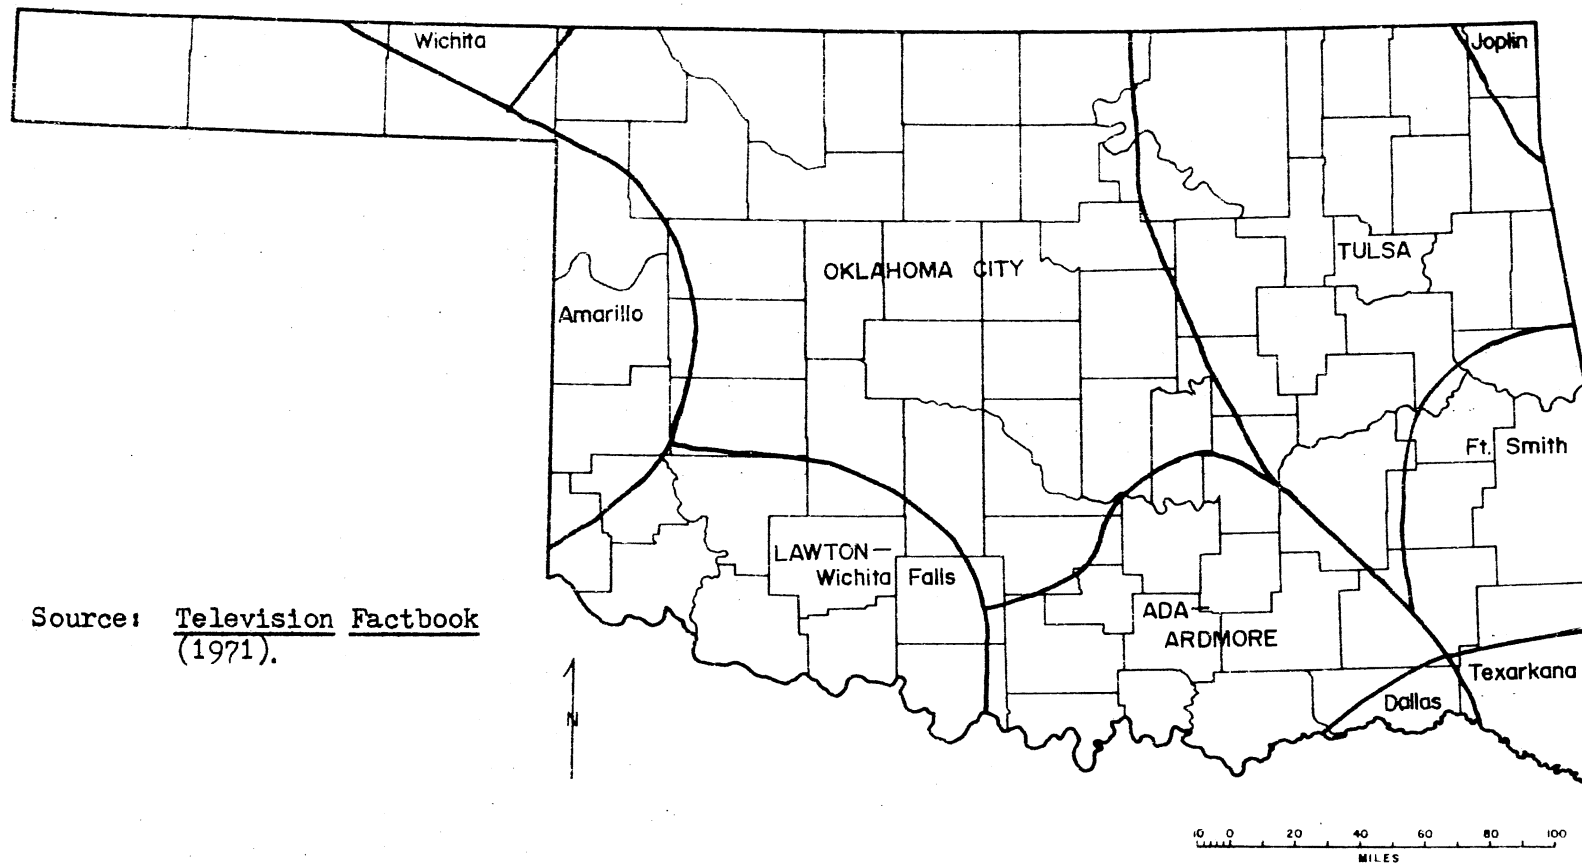 Wichita
Joplin
OKLAHOMA CITY
TULSA
Amarillo
Ft. Smith
LAWTON—
Wichita Falls
ADA—
ARDMORE
Texarkana
Dallas
Source: Television Factbook
(1971).
N
10 0 20 40 60 80 100
MILES